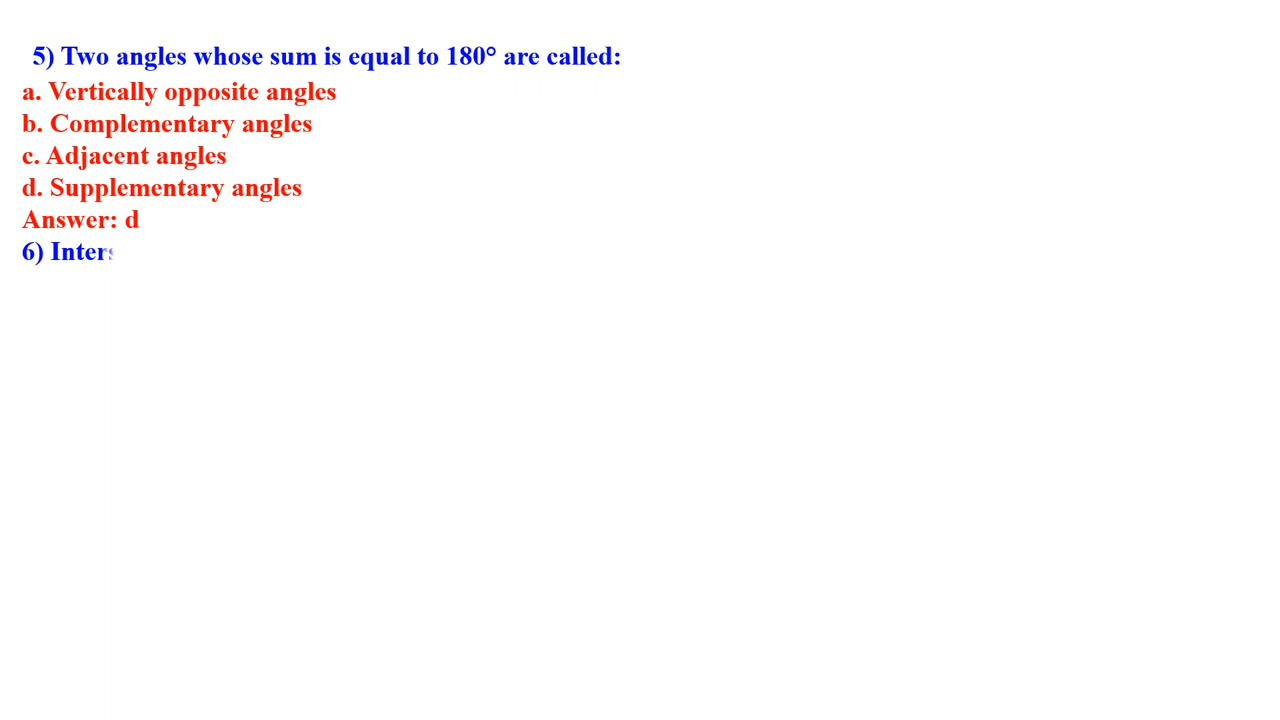 5) Two angles whose sum is equal to 180° are called:
a. Vertically opposite angles
b. Complementary angles
c. Adjacent angles
d. Supplementary angles
Answer: d
6) Inters